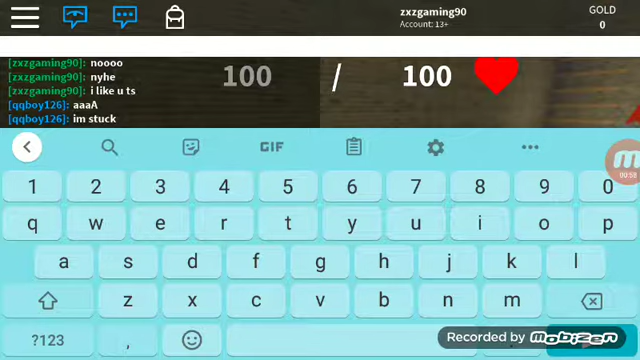 zxzgaming90
Account: 13+
GOLD
0
[zxzgaming90]: noooo
[zxzgaming90]: nyhe
[zxzgaming90]: i like u ts
[qqboy126]: aaaA
[qqboy126]: im stuck
100 / 100
GIF
00:58
1 2 3 4 5 6 7 8 9 0
q w e r t y u i o p
a s d f g h j k l
z x c v b n m
?123 , .
Recorded by Mobizen